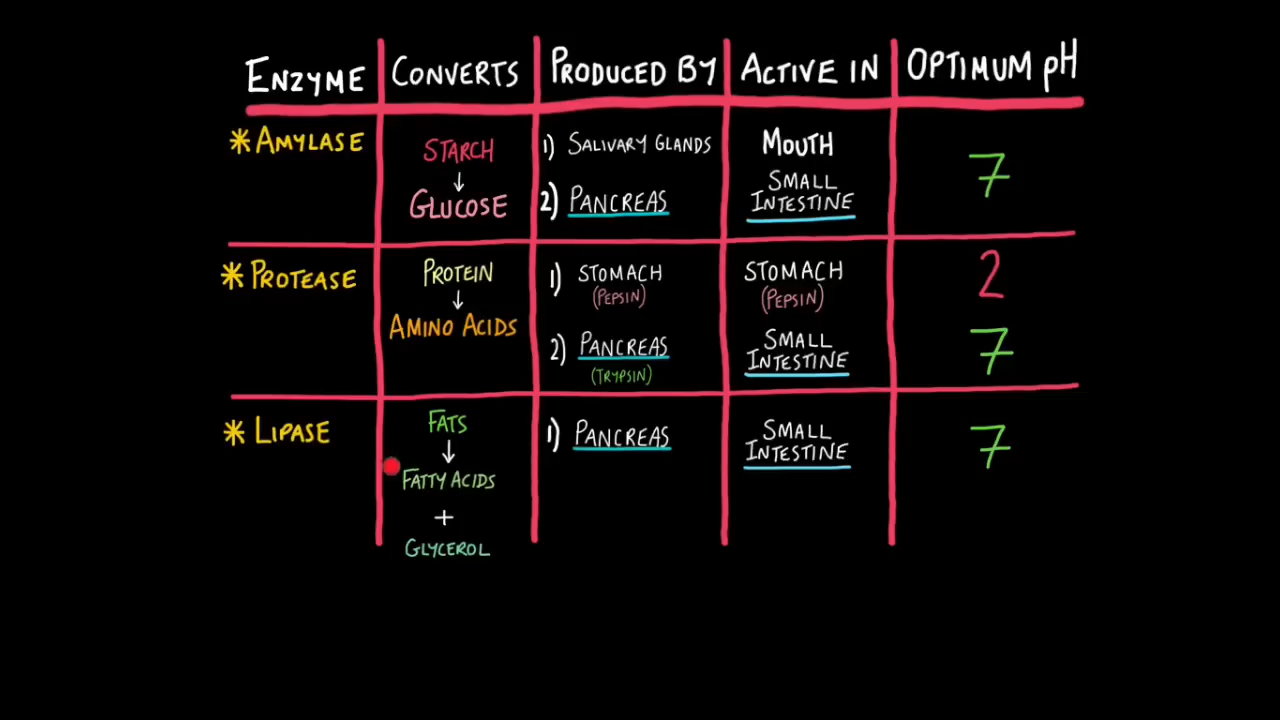 ENZYME CONVERTS PRODUCED BY ACTIVE IN OPTIMUM pH
* AMYLASE
STARCH
↓
GLUCOSE
1) SALIVARY GLANDS
2) PANCREAS
MOUTH
SMALL
INTESTINE
7
* PROTEASE
PROTEIN
↓
AMINO ACIDS
1) STOMACH
(PEPSIN)
2) PANCREAS
(TRYPSIN)
STOMACH
(PEPSIN)
SMALL
INTESTINE
2
7
* LIPASE
FATS
↓
FATTY ACIDS
+
GLYCEROL
1) PANCREAS
SMALL
INTESTINE
7